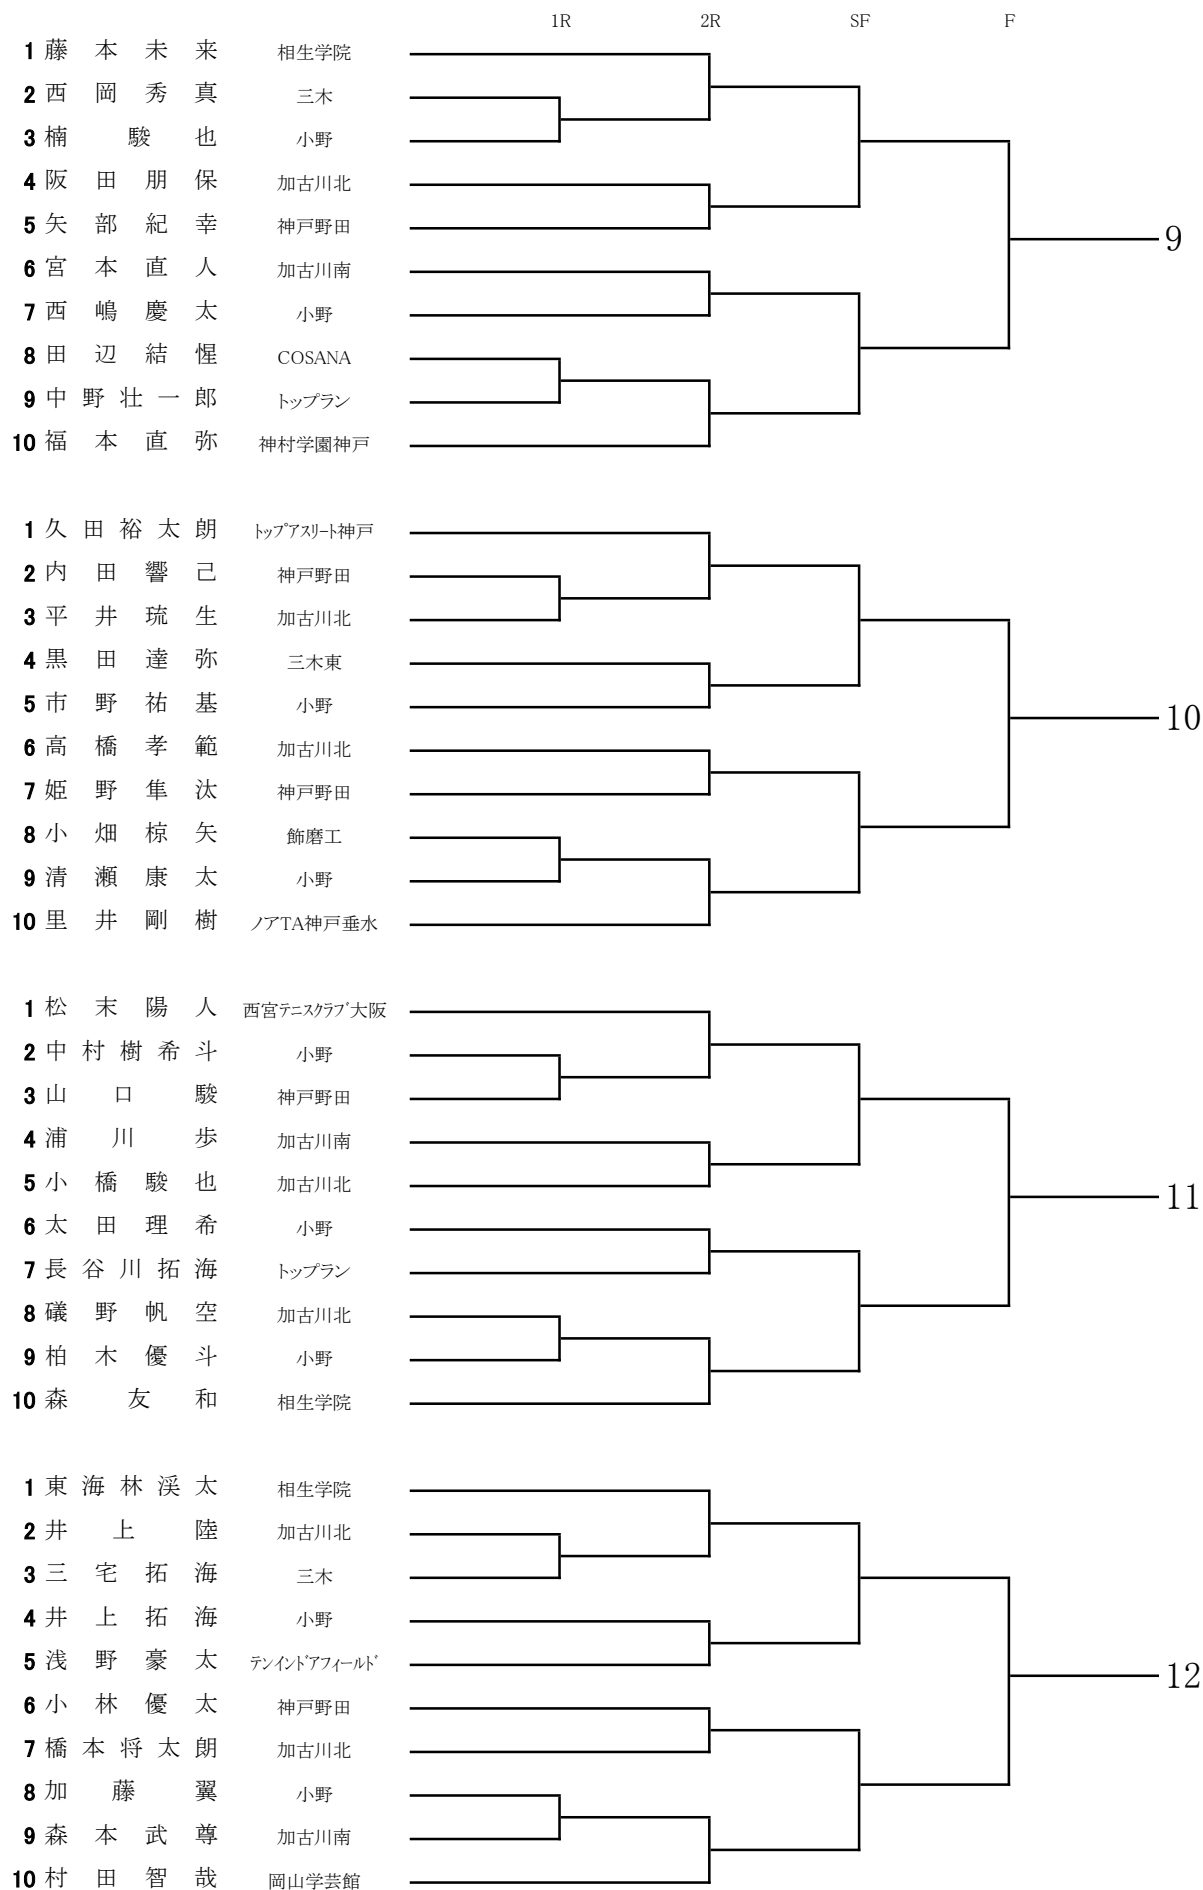 1R 2R SF F
1 藤本未来 相生学院
2 西岡秀真 三木
3 楠駿也 小野
4 阪田朋保 加古川北
5 矢部紀幸 神戸野田
9
6 宮本直人 加古川南
7 西嶋慶太 小野
8 田辺結惺 COSANA
9 中野壮一郎 トップラン
10 福本直弥 神村学園神戸
1 久田裕太朗 トップアスリート神戸
2 内田響己 神戸野田
3 平井琉生 加古川北
4 黒田達弥 三木東
5 市野祐基 小野
10
6 高橋孝範 加古川北
7 姫野隼汰 神戸野田
8 小畑椋矢 飾磨工
9 清瀬康太 小野
10 里井剛樹 ノアTA神戸垂水
1 松末陽人 西宮テニスクラブ大阪
2 中村樹希斗 小野
3 山口駿 神戸野田
4 浦川歩 加古川南
5 小橋駿也 加古川北
11
6 太田理希 小野
7 長谷川拓海 トップラン
8 礒野帆空 加古川北
9 柏木優斗 小野
10 森友和 相生学院
1 東海林渓太 相生学院
2 井上陸 加古川北
3 三宅拓海 三木
4 井上拓海 小野
5 浅野豪太 テンインドアフィールド
12
6 小林優太 神戸野田
7 橋本将太朗 加古川北
8 加藤翼 小野
9 森本武尊 加古川南
10 村田智哉 岡山学芸館